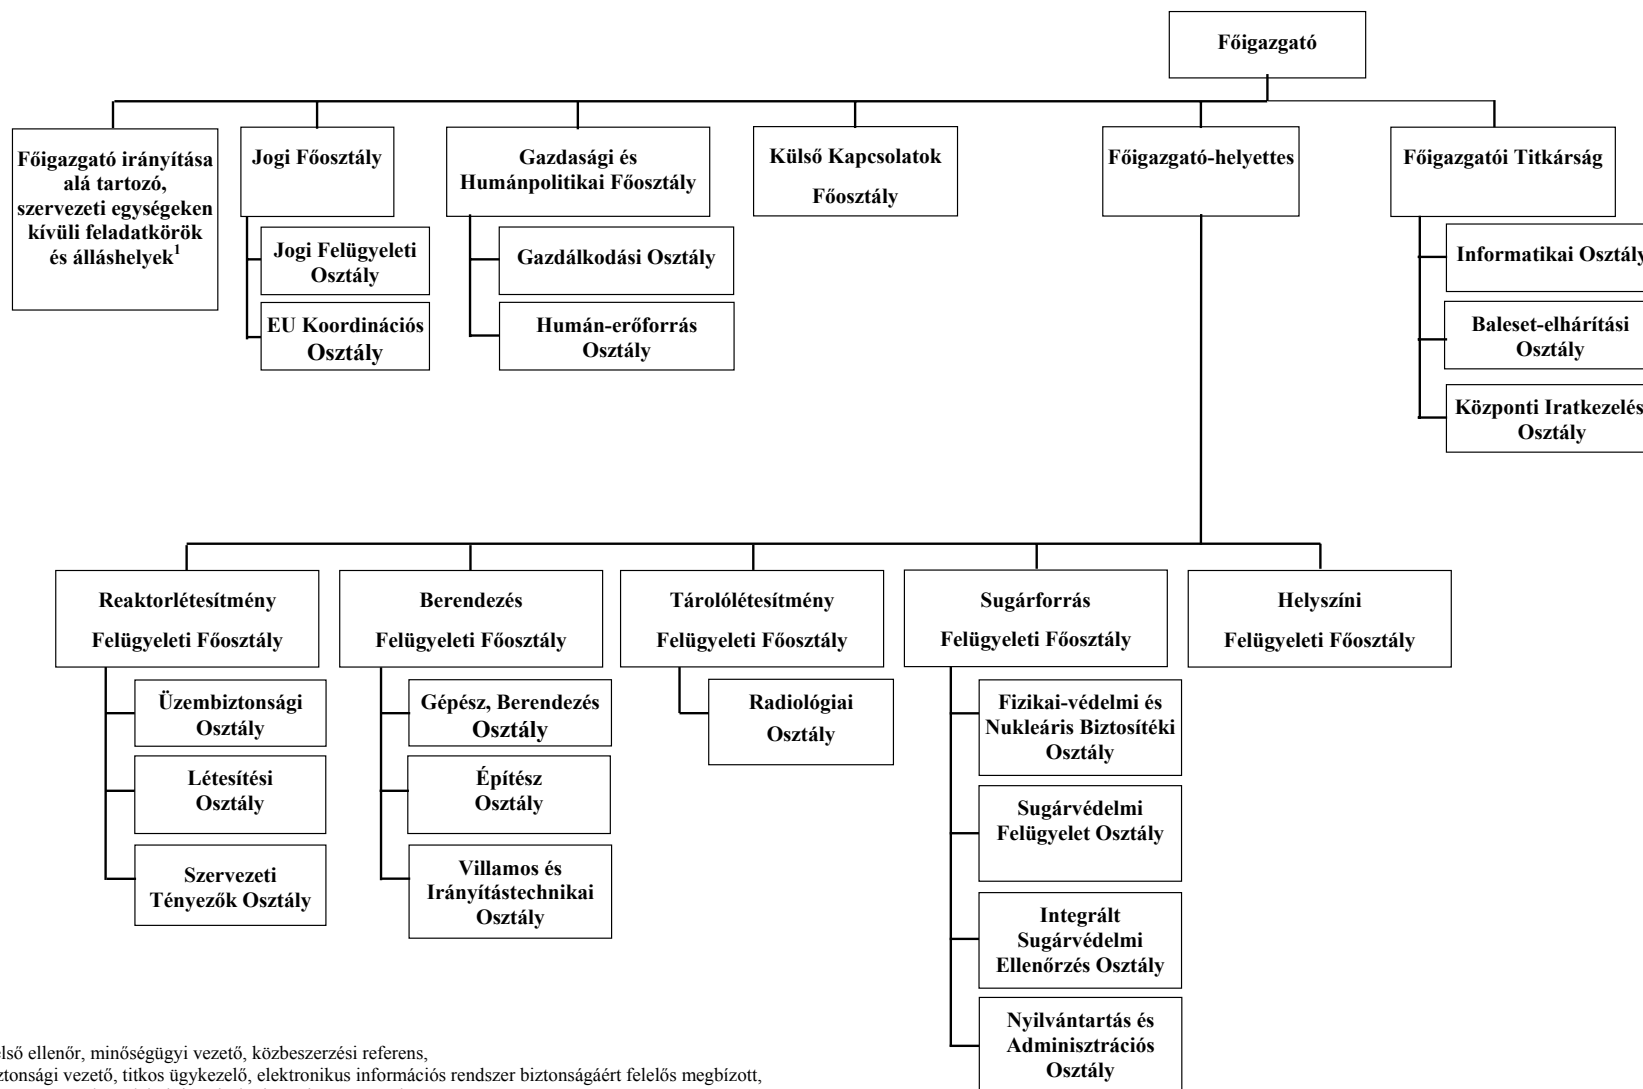 Főigazgató
Főigazgató irányítása
alá tartozó,
szervezeti egységeken
kívüli feladatkörök
és álláshelyek1
Jogi Főosztály
Gazdasági és
Humánpolitikai Főosztály
Külső Kapcsolatok
Főosztály
Főigazgató-helyettes
Főigazgatói Titkárság
Jogi Felügyeleti
Osztály
EU Koordinációs
Osztály
Gazdálkodási Osztály
Humán-erőforrás
Osztály
Informatikai Osztály
Baleset-elhárítási
Osztály
Központi Iratkezelés
Osztály
Reaktorlétesítmény
Felügyeleti Főosztály
Berendezés
Felügyeleti Főosztály
Tárolólétesítmény
Felügyeleti Főosztály
Sugárforrás
Felügyeleti Főosztály
Helyszíni
Felügyeleti Főosztály
Üzembiztonsági
Osztály
Létesítési
Osztály
Szervezeti
Tényezők Osztály
Gépész, Berendezés
Osztály
Építész
Osztály
Villamos és
Irányítástechnikai
Osztály
Radiológiai
Osztály
Fizikai-védelmi és
Nukleáris Biztosítéki
Osztály
Sugárvédelmi
Felügyelet Osztály
Integrált
Sugárvédelmi
Ellenőrzés Osztály
Nyilvántartás és
Adminisztrációs
Osztály
első ellenőr, minőségügyi vezető, közbeszerzési referens,
ztonsági vezető, titkos ügykezelő, elektronikus információs rendszer biztonságáért felelős megbízott,